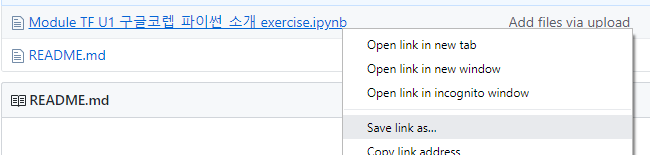 Module TF U1 구글코렙 파이썬 소개 exercise.ipynb
Add files via upload
Open link in new tab
README.md
Open link in new window
Open link in incognito window
README.md
Save link as...
Copy link address